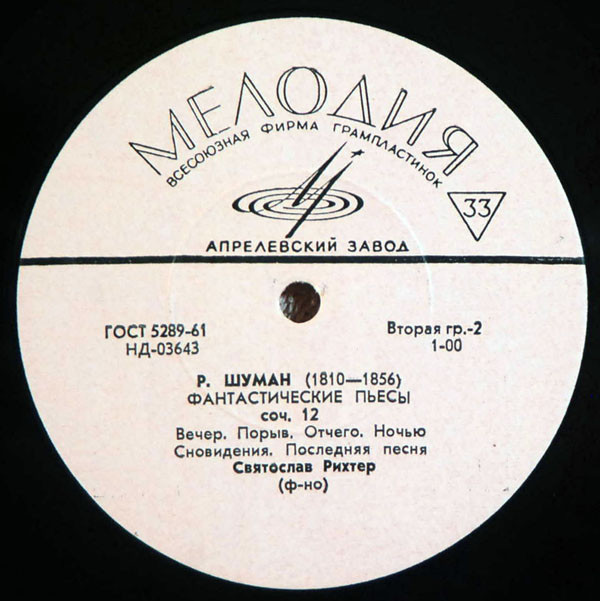 МЕЛОДИЯ
ВСЕСОЮЗНАЯ ФИРМА ГРАМПЛАСТИНОК
33
АПРЕЛЕВСКИЙ ЗАВОД
ГОСТ 5289-61
НД-03643
Вторая гр.-2
1-00
Р. ШУМАН (1810—1856)
ФАНТАСТИЧЕСКИЕ ПЬЕСЫ
соч. 12
Вечер. Порыв. Отчего. Ночью
Сновидения. Последняя песня
Святослав Рихтер
(ф-но)